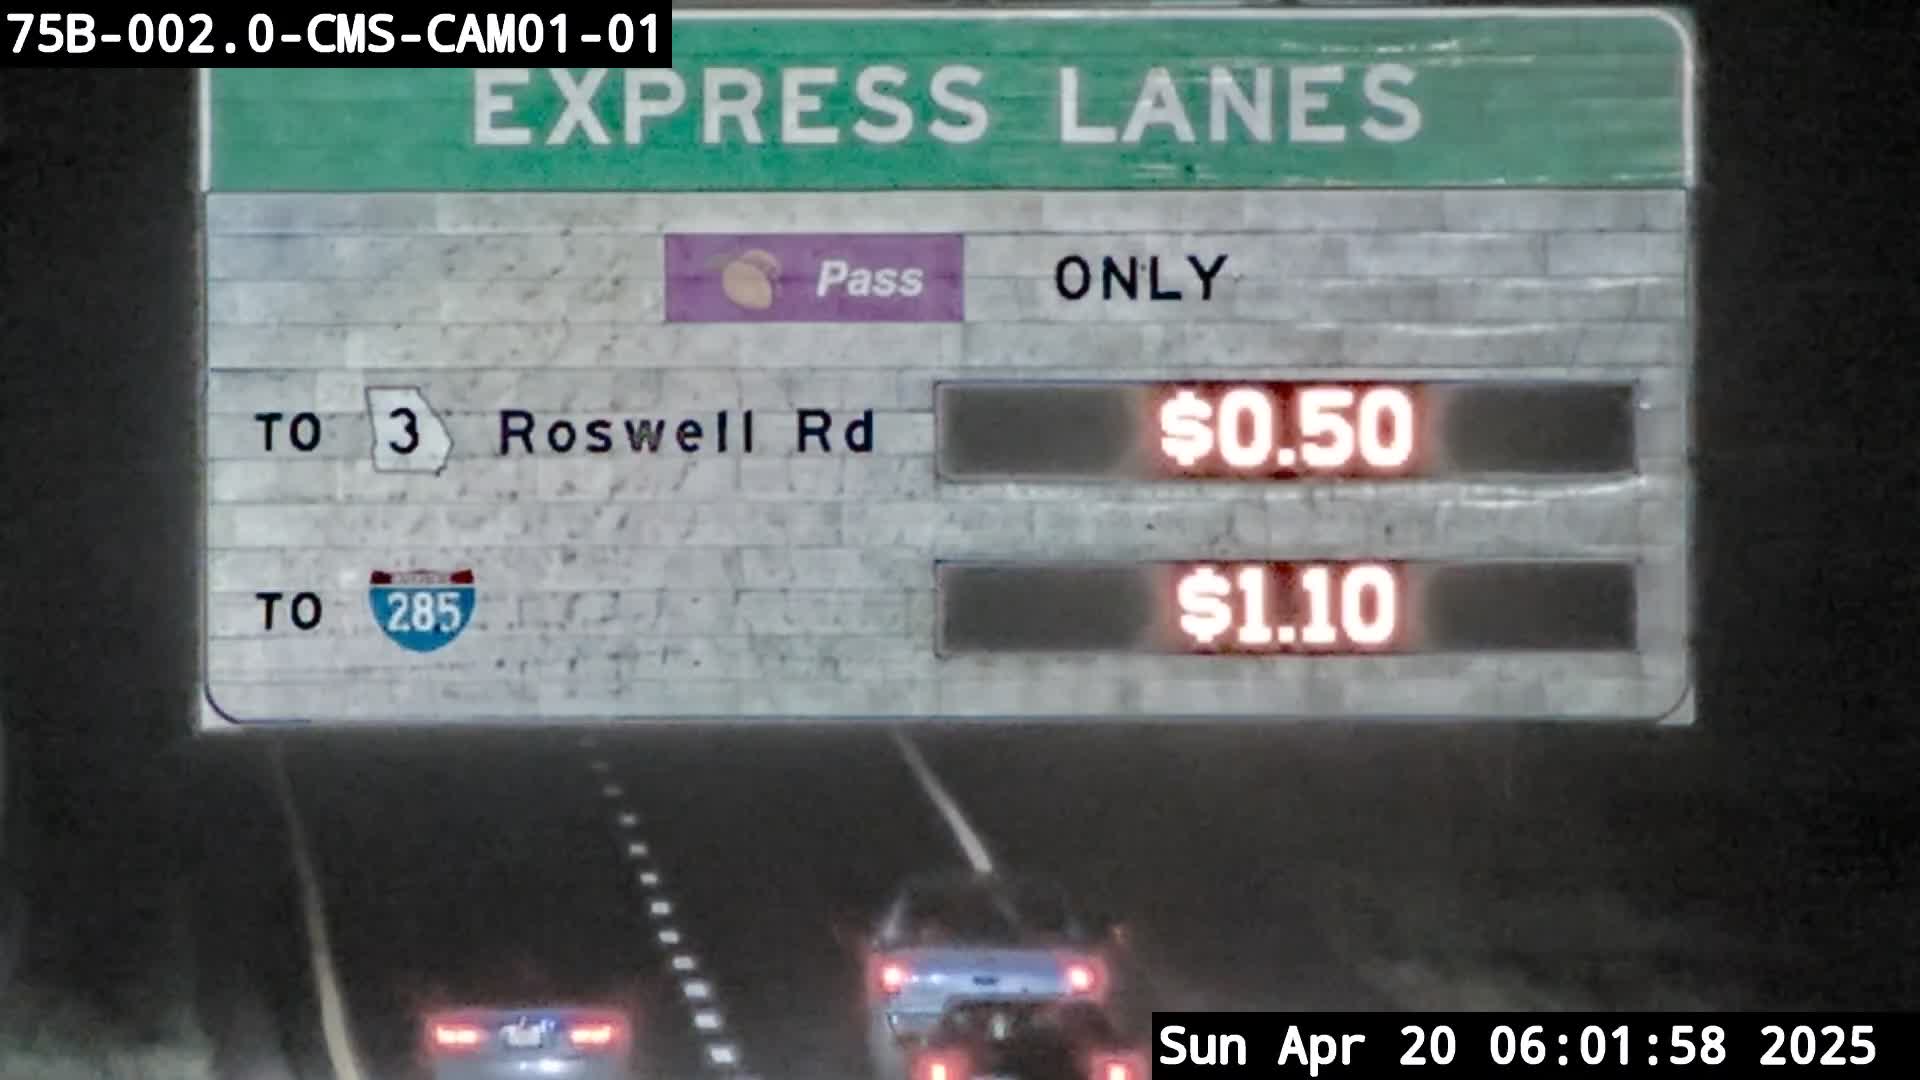 75B-002.0-CMS-CAM01-01
EXPRESS LANES
Pass ONLY
TO 3 Roswell Rd $0.50
TO 285 $1.10
Sun Apr 20 06:01:58 2025